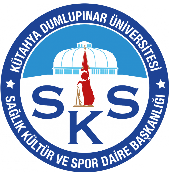 KÜTAHYA DUMLUPINAR ÜNİVERSİTESİ
SKS
SAĞLIK KÜLTÜR VE SPOR DAİRE BAŞKANLIĞI